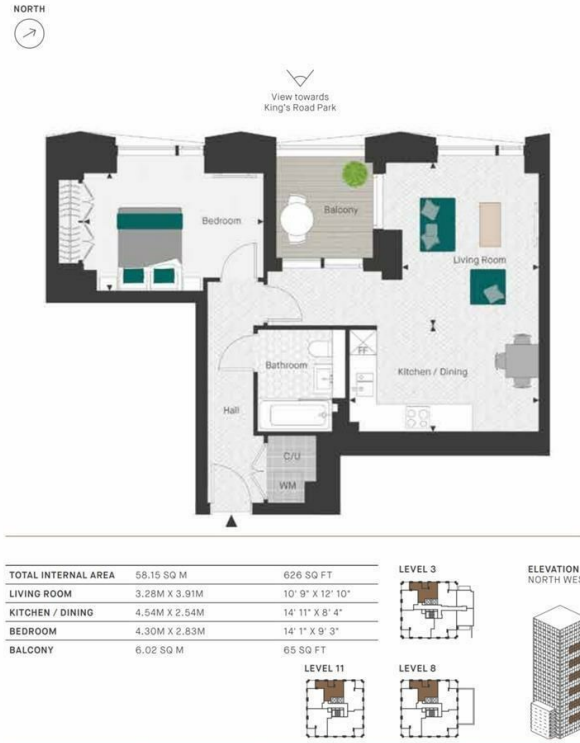 NORTH
View towards
King's Road Park
Bedroom
Balcony
Living Room
Bathroom
FF
Kitchen / Dining
Hall
C/U
WM
TOTAL INTERNAL AREA 58.15 SQ M 626 SQ FT
LIVING ROOM 3.28M X 3.91M 10' 9" X 12' 10"
KITCHEN / DINING 4.54M X 2.54M 14' 11" X 8' 4"
BEDROOM 4.30M X 2.83M 14' 1" X 9' 3"
BALCONY 6.02 SQ M 65 SQ FT
LEVEL 3
ELEVATION
NORTH WES
LEVEL 11
LEVEL 8